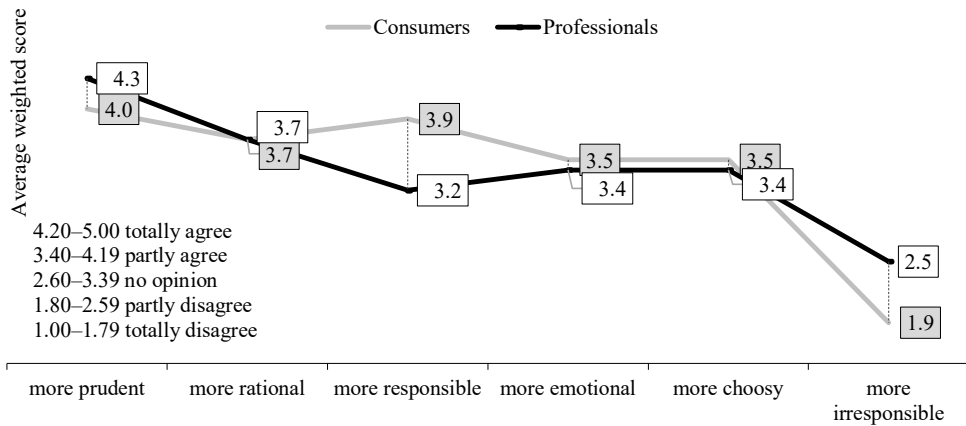 Consumers
Professionals
Average weighted score
4.3
4.0
3.7
3.7
3.9
3.2
3.5
3.4
3.5
3.4
2.5
1.9
4.20–5.00 totally agree
3.40–4.19 partly agree
2.60–3.39 no opinion
1.80–2.59 partly disagree
1.00–1.79 totally disagree
more prudent
more rational
more responsible
more emotional
more choosy
more
irresponsible